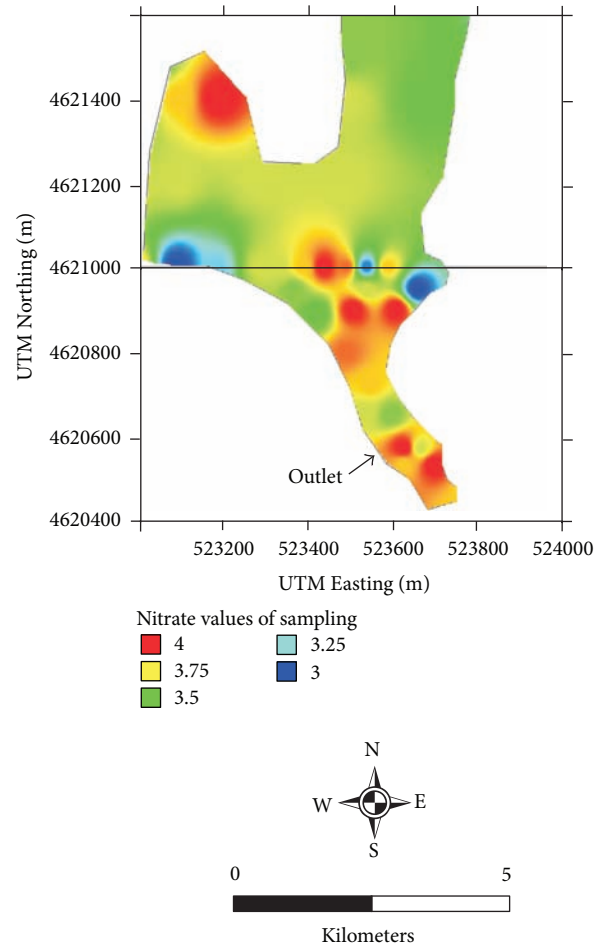 4621400
4621200
4621000
4620800
4620600
4620400
UTM Northing (m)
Outlet
523200 523400 523600 523800 524000
UTM Easting (m)
Nitrate values of sampling
4 3.25
3.75 3
3.5
N
W E
S
0 5
Kilometers